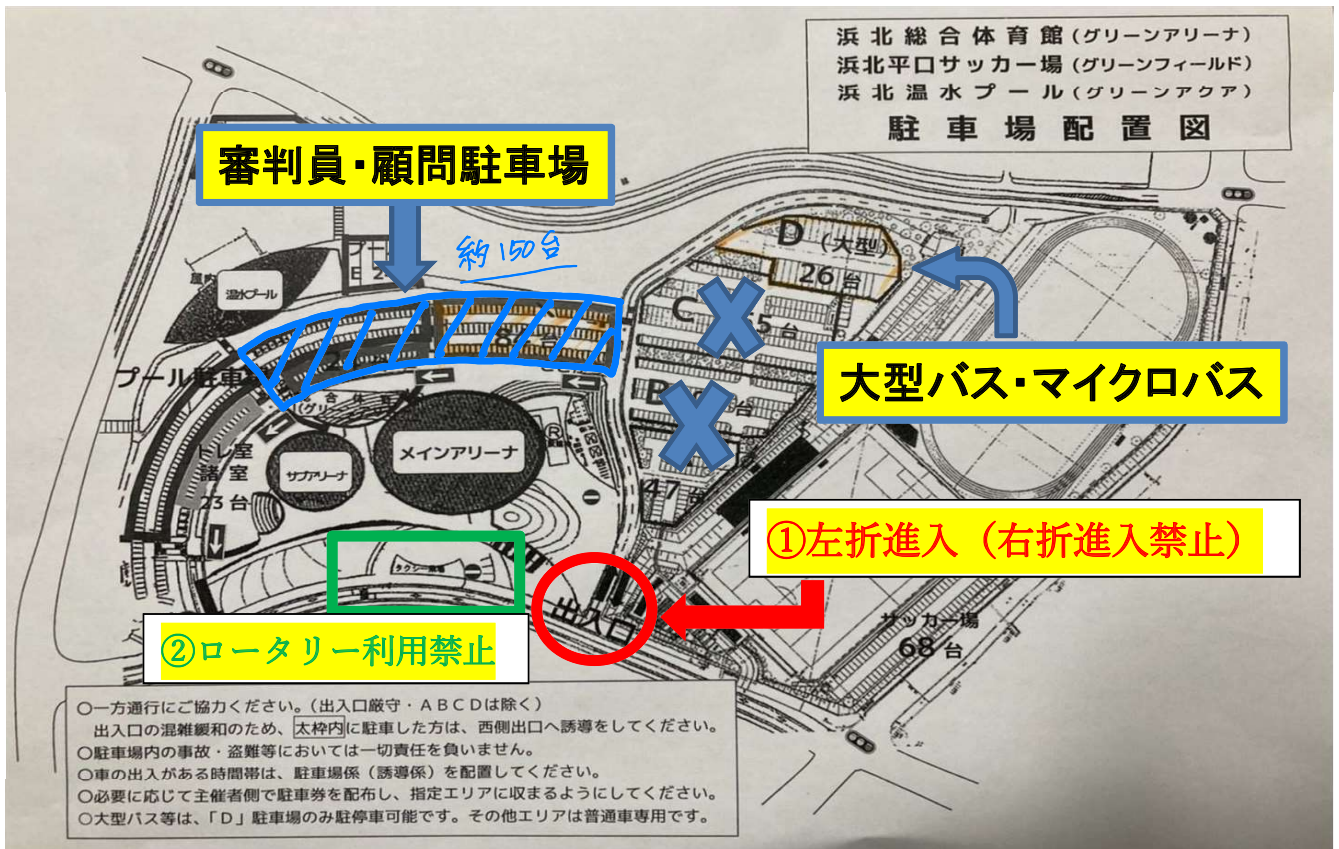 浜北総合体育館(グリーンアリーナ)
浜北平口サッカー場(グリーンフィールド)
浜北温水プール(グリーンアクア)
駐車場配置図
審判員・顧問駐車場
約150台
D(大型)
26台
C
5台
B
台
47台
大型バス・マイクロバス
温水プール
プール駐車
メインアリーナ
サブアリーナ
トレ室
諸室
23台
タクシー乗場
①左折進入(右折進入禁止)
出入口
②ロータリー利用禁止
サッカー場
68台
○一方通行にご協力ください。(出入口厳守・ABCDは除く)
出入口の混雑緩和のため、太枠内に駐車した方は、西側出口へ誘導をしてください。
○駐車場内の事故・盗難等においては一切責任を負いません。
○車の出入がある時間帯は、駐車場係(誘導係)を配置してください。
○必要に応じて主催者側で駐車券を配布し、指定エリアに収まるようにしてください。
○大型バス等は、「D」駐車場のみ駐停車可能です。その他エリアは普通車専用です。